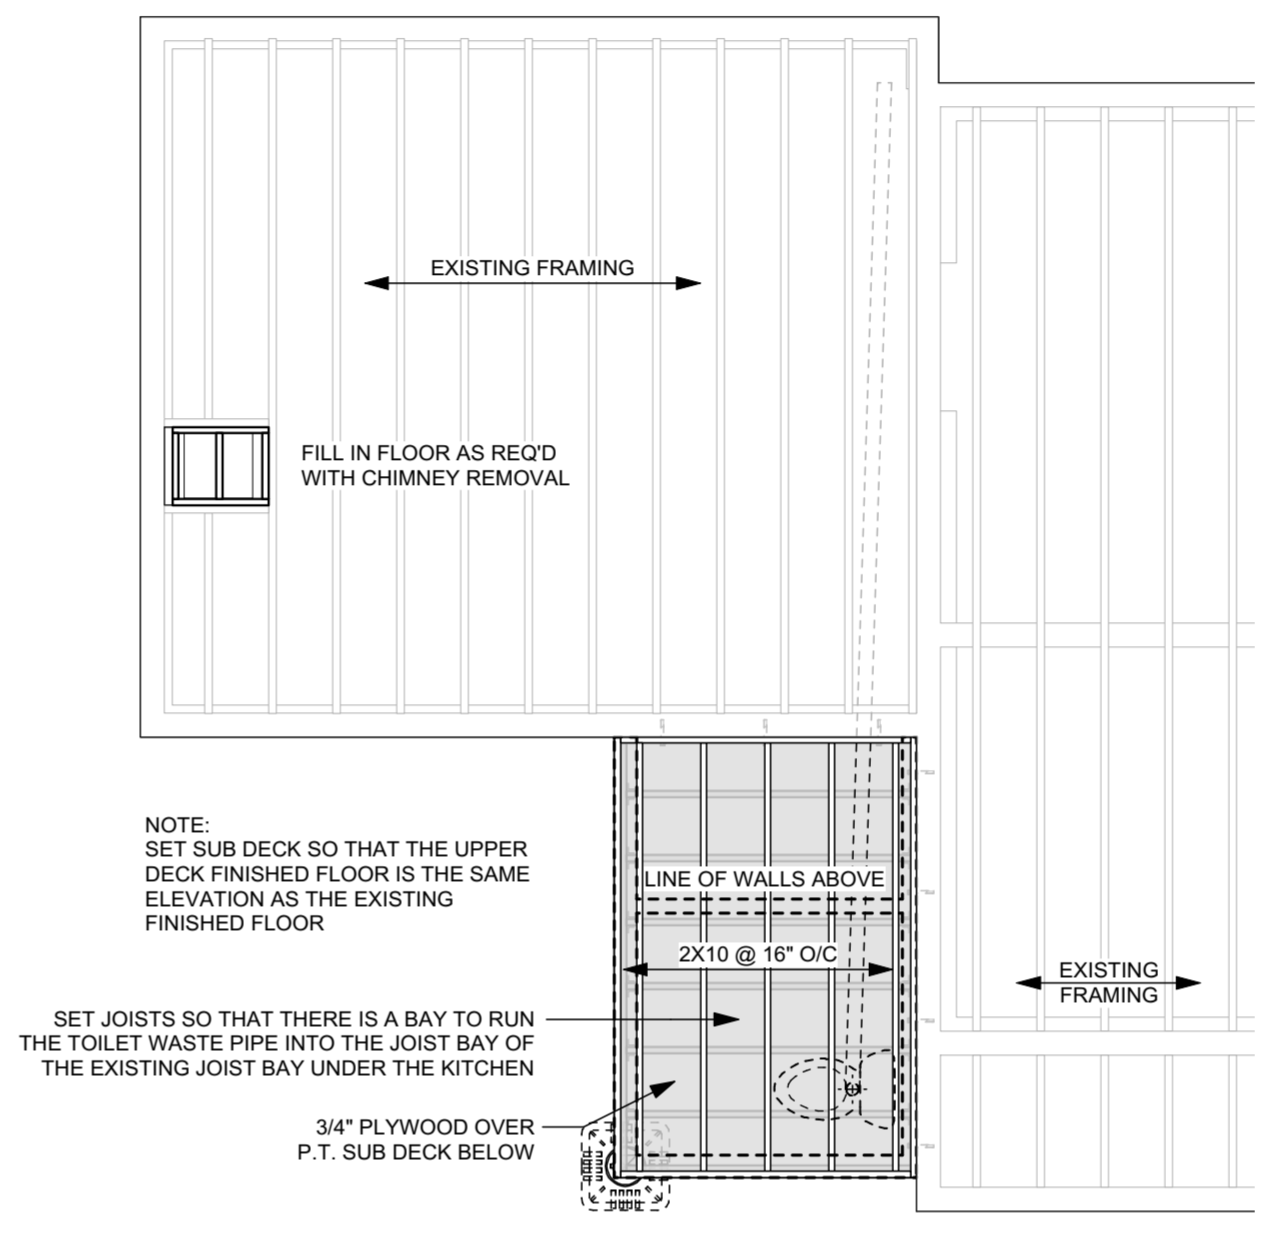 EXISTING FRAMING
FILL IN FLOOR AS REQ'D
WITH CHIMNEY REMOVAL
NOTE:
SET SUB DECK SO THAT THE UPPER
DECK FINISHED FLOOR IS THE SAME
ELEVATION AS THE EXISTING
FINISHED FLOOR
LINE OF WALLS ABOVE
2X10 @ 16" O/C
EXISTING
FRAMING
SET JOISTS SO THAT THERE IS A BAY TO RUN
THE TOILET WASTE PIPE INTO THE JOIST BAY OF
THE EXISTING JOIST BAY UNDER THE KITCHEN
3/4" PLYWOOD OVER
P.T. SUB DECK BELOW